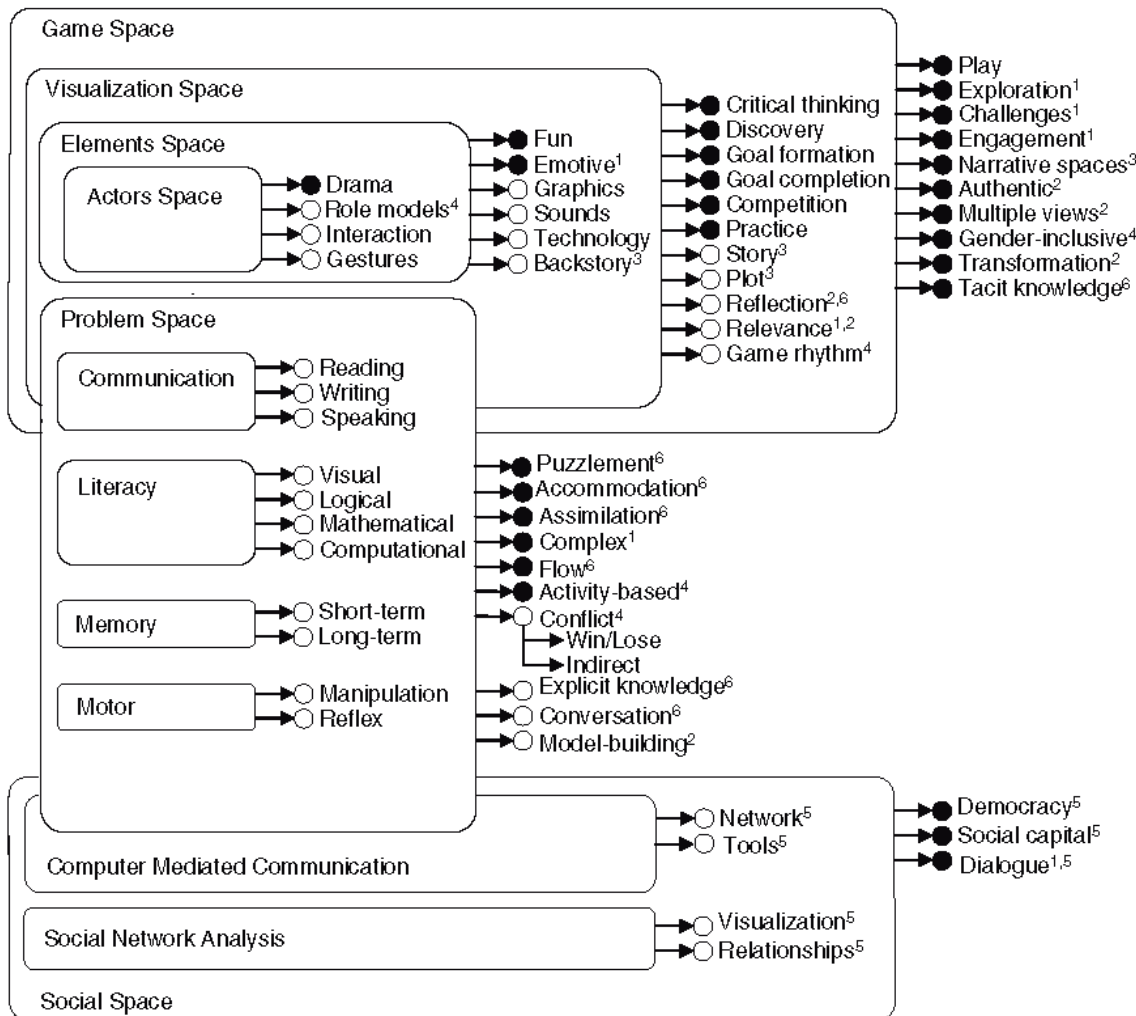 Game Space
Visualization Space
Elements Space
Actors Space
Drama
Role models4
Interaction
Gestures
Fun
Emotive1
Graphics
Sounds
Technology
Backstory3
Critical thinking
Discovery
Goal formation
Goal completion
Competition
Practice
Story3
Plot3
Reflection2,6
Relevance1,2
Game rhythm4
Play
Exploration1
Challenges1
Engagement1
Narrative spaces3
Authentic2
Multiple views2
Gender-inclusive4
Transformation2
Tacit knowledge6
Problem Space
Communication
Reading
Writing
Speaking
Literacy
Visual
Logical
Mathematical
Computational
Memory
Short-term
Long-term
Motor
Manipulation
Reflex
Puzzlement6
Accommodation6
Assimilation6
Complex1
Flow6
Activity-based4
Conflict4
Win/Lose
Indirect
Explicit knowledge6
Conversation6
Model-building2
Computer Mediated Communication
Network5
Tools5
Democracy5
Social capital5
Dialogue1,5
Social Network Analysis
Visualization5
Relationships5
Social Space